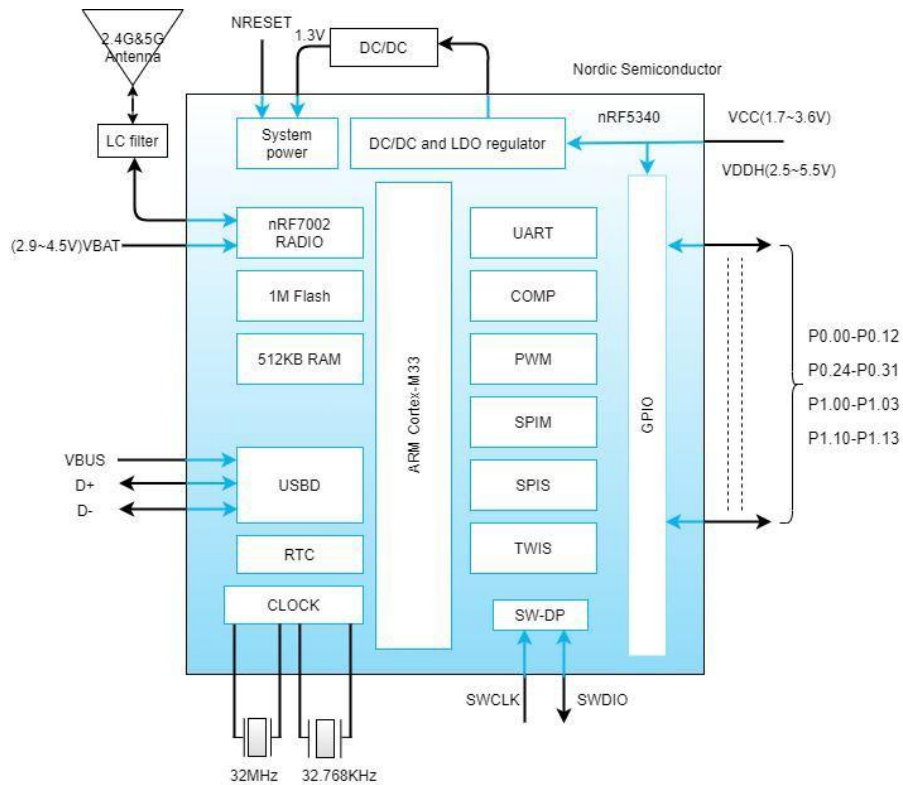 2.4G&5G
Antenna
NRESET
1.3V
DC/DC
Nordic Semiconductor
LC filter
System
power
DC/DC and LDO regulator
nRF5340
VCC(1.7~3.6V)
VDDH(2.5~5.5V)
nRF7002
RADIO
(2.9~4.5V)VBAT
UART
1M Flash
COMP
512KB RAM
PWM
ARM Cortex-M33
SPIM
GPIO
P0.00-P0.12
P0.24-P0.31
P1.00-P1.03
P1.10-P1.13
VBUS
D+
D-
USBD
SPIS
RTC
TWIS
CLOCK
SW-DP
SWCLK
SWDIO
32MHz
32.768KHz